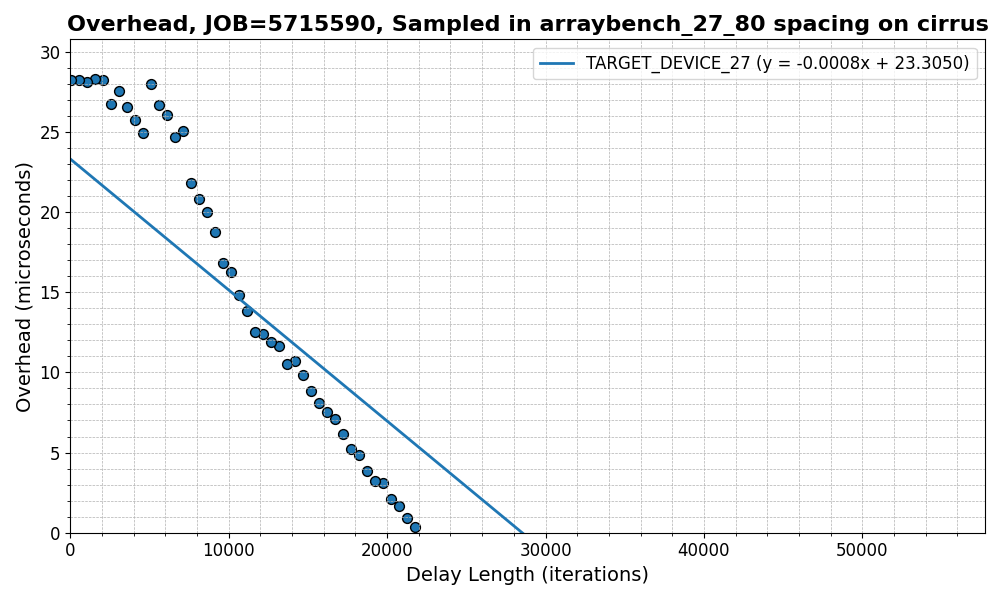 Overhead, JOB=5715590, Sampled in arraybench_27_80 spacing on cirrus
TARGET_DEVICE_27 (y = -0.0008x + 23.3050)
Overhead (microseconds)
30
25
20
15
10
5
0
0 10000 20000 30000 40000 50000
Delay Length (iterations)